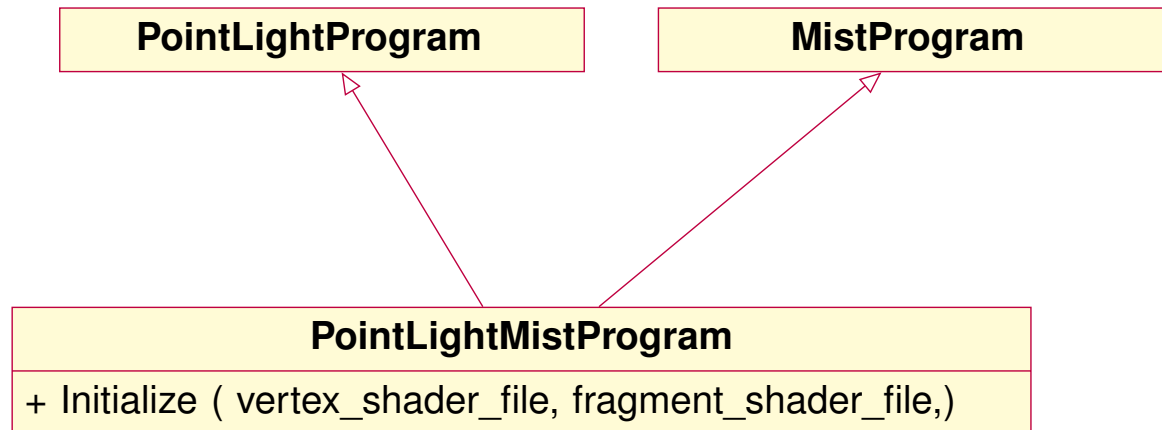 PointLightProgram
MistProgram
PointLightMistProgram
+ Initialize ( vertex_shader_file, fragment_shader_file,)